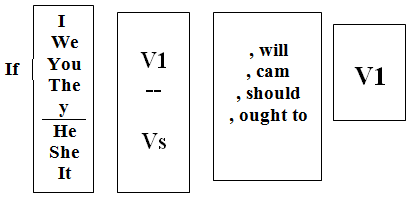 If
I
We
You
The
y
He
She
It
V1
--
Vs
, will
, cam
, should
, ought to
V1